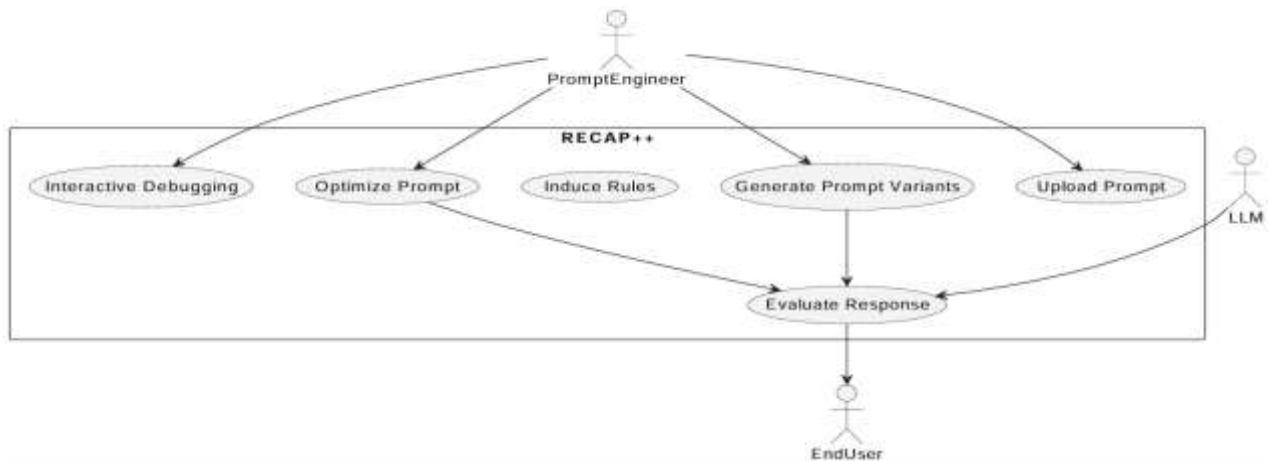 PromptEngineer
RECAP++
Interactive Debugging
Optimize Prompt
Induce Rules
Generate Prompt Variants
Upload Prompt
LLM
Evaluate Response
EndUser